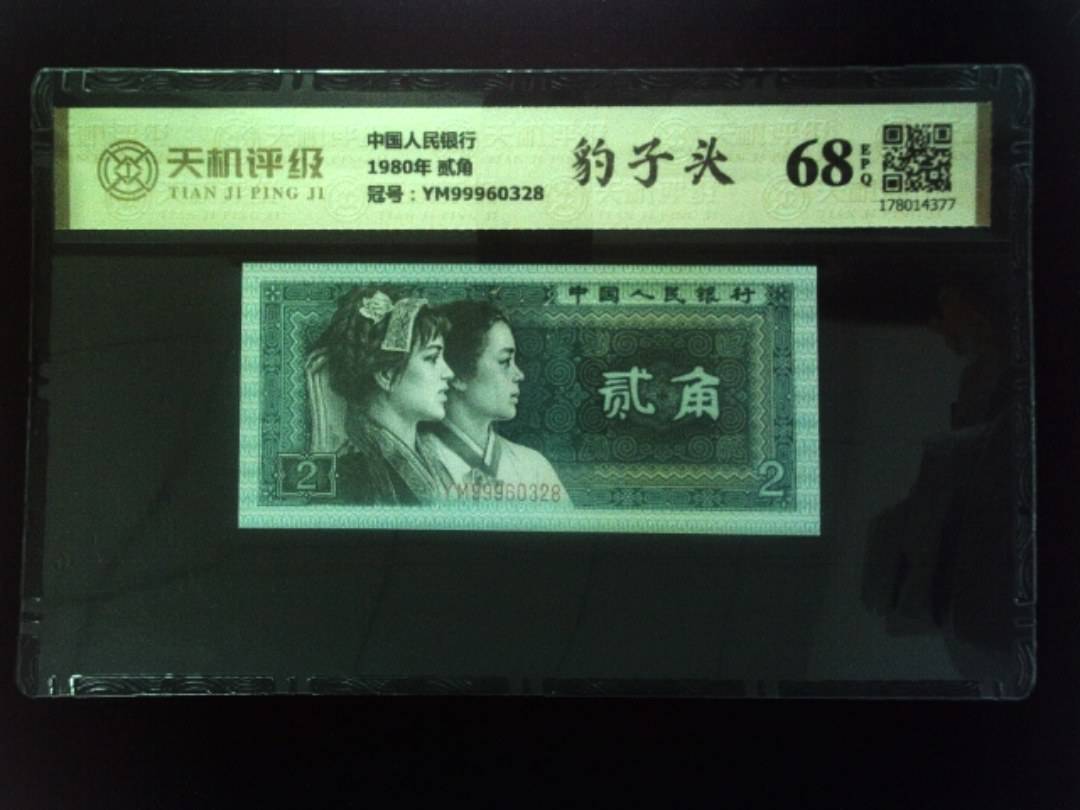 天机评级
TIAN JI PING JI
中国人民银行
1980年 贰角
冠号：YM99960328
豹子头
68
EPQ
178014377
中国人民银行
贰角
2
YM99960328
2